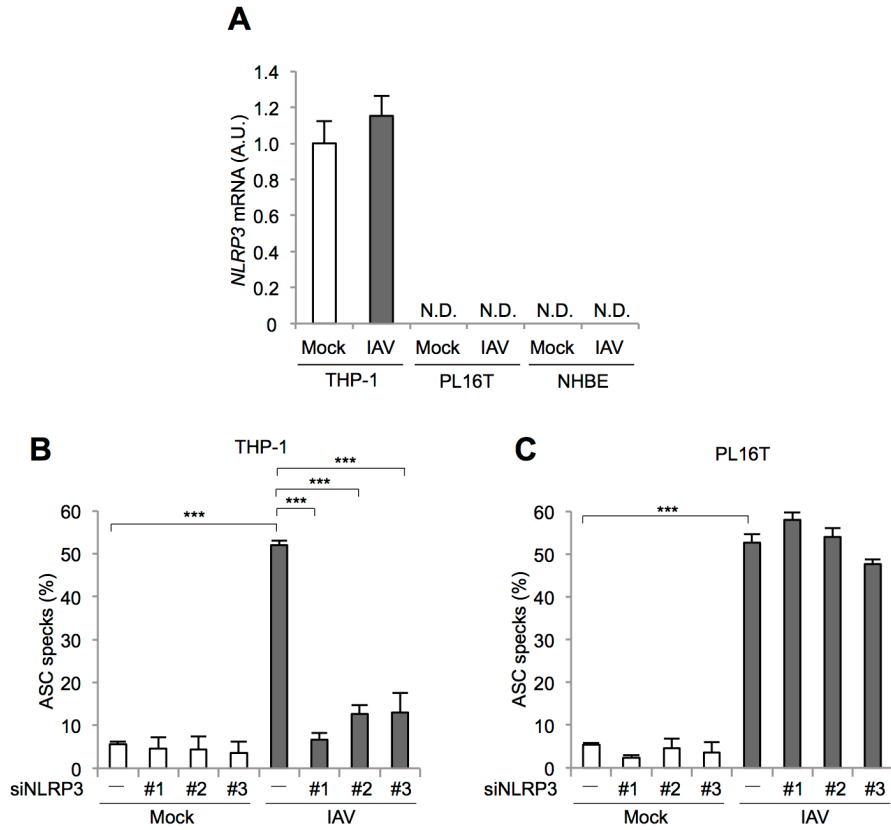 A
NLRP3 mRNA (A.U.)
1.4
1.2
1.0
0.8
0.6
0.4
0.2
0
N.D. N.D. N.D. N.D.
Mock IAV Mock IAV Mock IAV
THP-1 PL16T NHBE
B
THP-1
***
***
***
***
ASC specks (%)
60
50
40
30
20
10
0
siNLRP3 — #1 #2 #3 — #1 #2 #3
Mock IAV
C
PL16T
***
ASC specks (%)
60
50
40
30
20
10
0
siNLRP3 — #1 #2 #3 — #1 #2 #3
Mock IAV